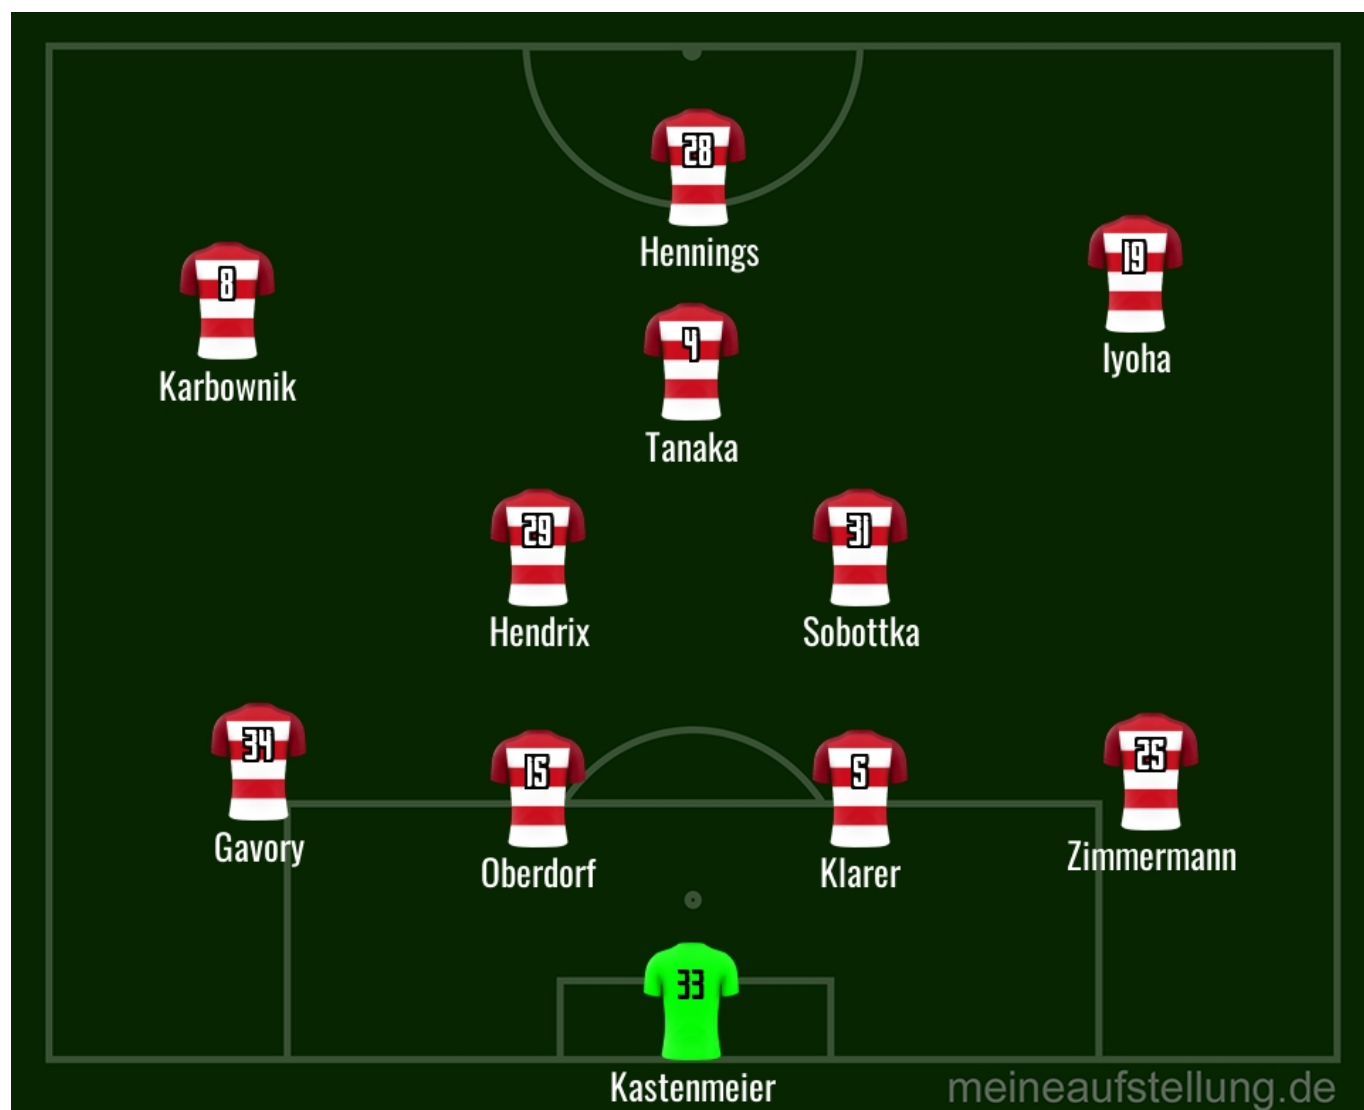 28
Hennings
8
Karbownik
19
Iyoha
4
Tanaka
29
Hendrix
31
Sobottka
34
Gavory
15
Oberdorf
5
Klarer
25
Zimmermann
33
Kastenmeier
meineaufstellung.de